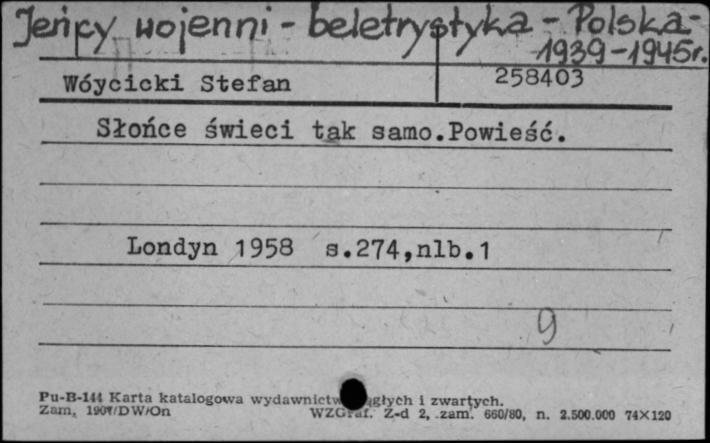 Jeńcy wojenni - beletrystyka - Polska -
1939-1945r.
Wóycicki Stefan 258403
Słońce świeci tak samo.Powieść.
Londyn 1958 s.274,nlb.1
9
Pu-B-144 Karta katalogowa wydawnictw ągłych i zwartych.
Zam. 1907/DW/On WZGraf. Z-d 2, zam. 660/80, n. 2.500.000 74X120